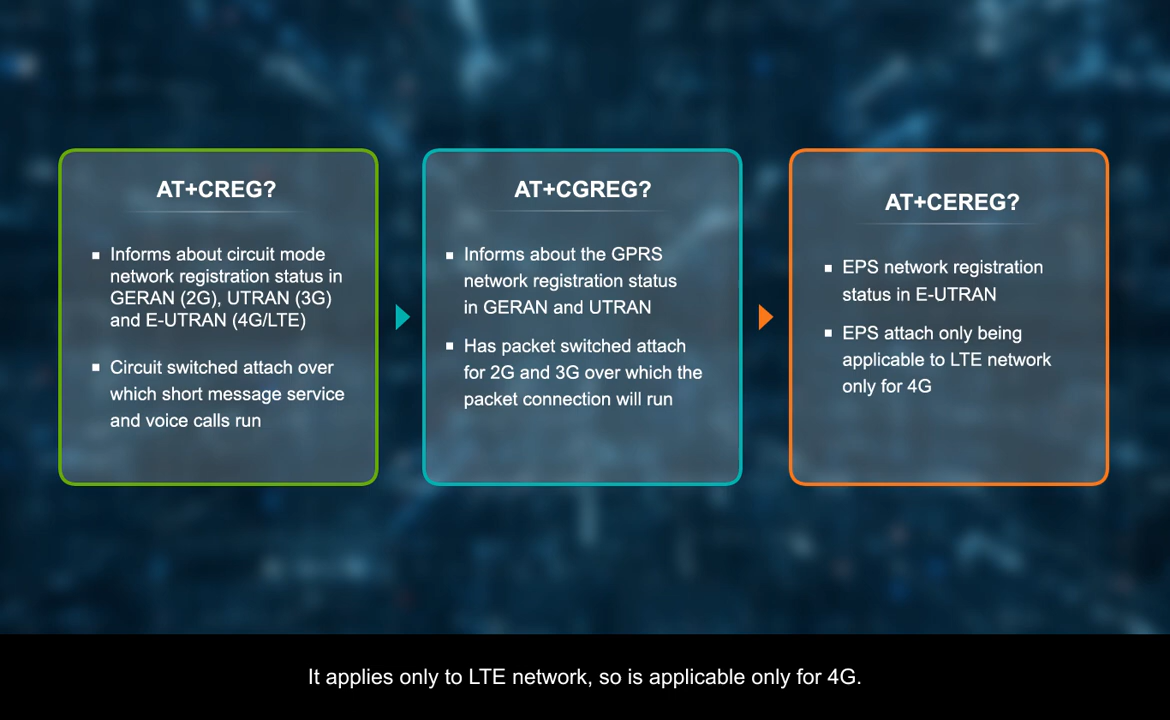 AT+CREG?
Informs about circuit mode
network registration status in
GERAN (2G), UTRAN (3G)
and E-UTRAN (4G/LTE)
Circuit switched attach over
which short message service
and voice calls run
AT+CGREG?
Informs about the GPRS
network registration status
in GERAN and UTRAN
Has packet switched attach
for 2G and 3G over which the
packet connection will run
AT+CEREG?
EPS network registration
status in E-UTRAN
EPS attach only being
applicable to LTE network
only for 4G
It applies only to LTE network, so is applicable only for 4G.